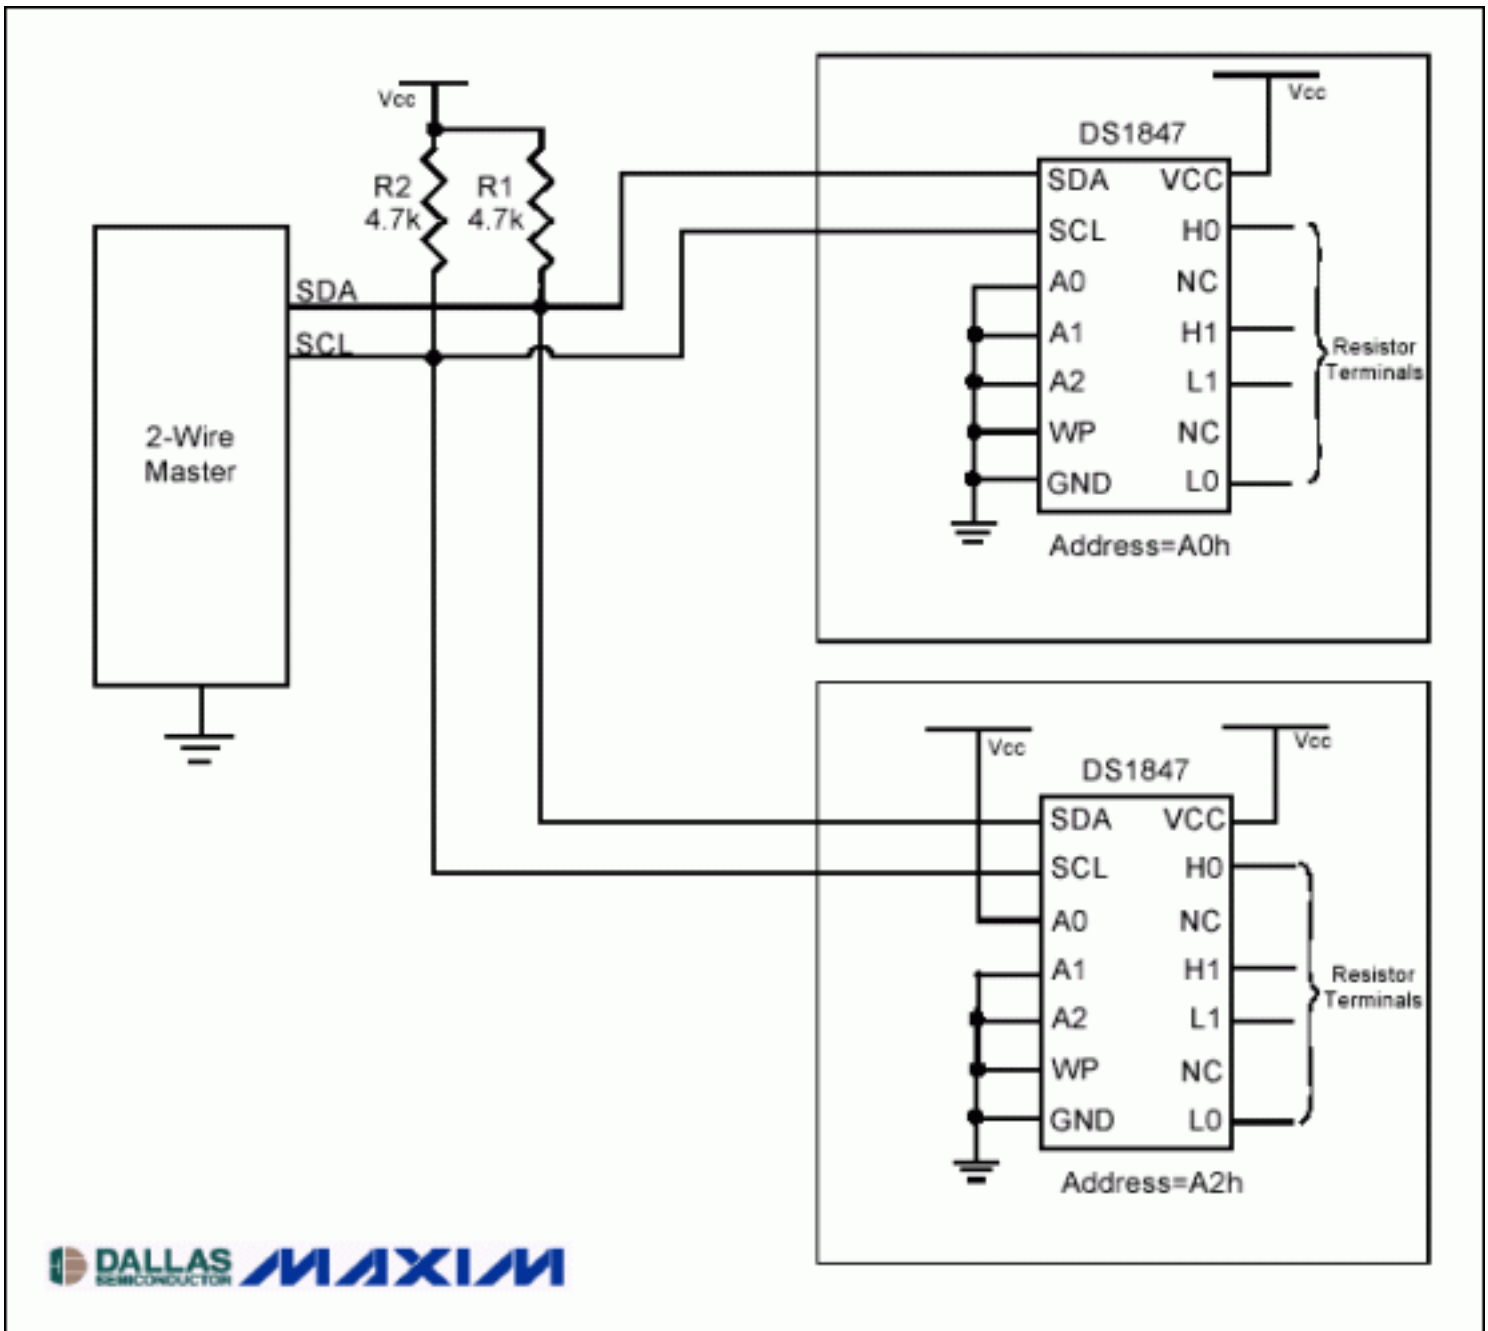 Vcc
R2
4.7k
R1
4.7k
SDA
SCL
2-Wire
Master
Vcc
DS1847
SDA VCC
SCL H0
A0 NC
A1 H1
A2 L1
WP NC
GND L0
Resistor
Terminals
Address=A0h
Vcc
Vcc
DS1847
SDA VCC
SCL H0
A0 NC
A1 H1
A2 L1
WP NC
GND L0
Resistor
Terminals
Address=A2h
DALLAS
SEMICONDUCTOR
MAXIM